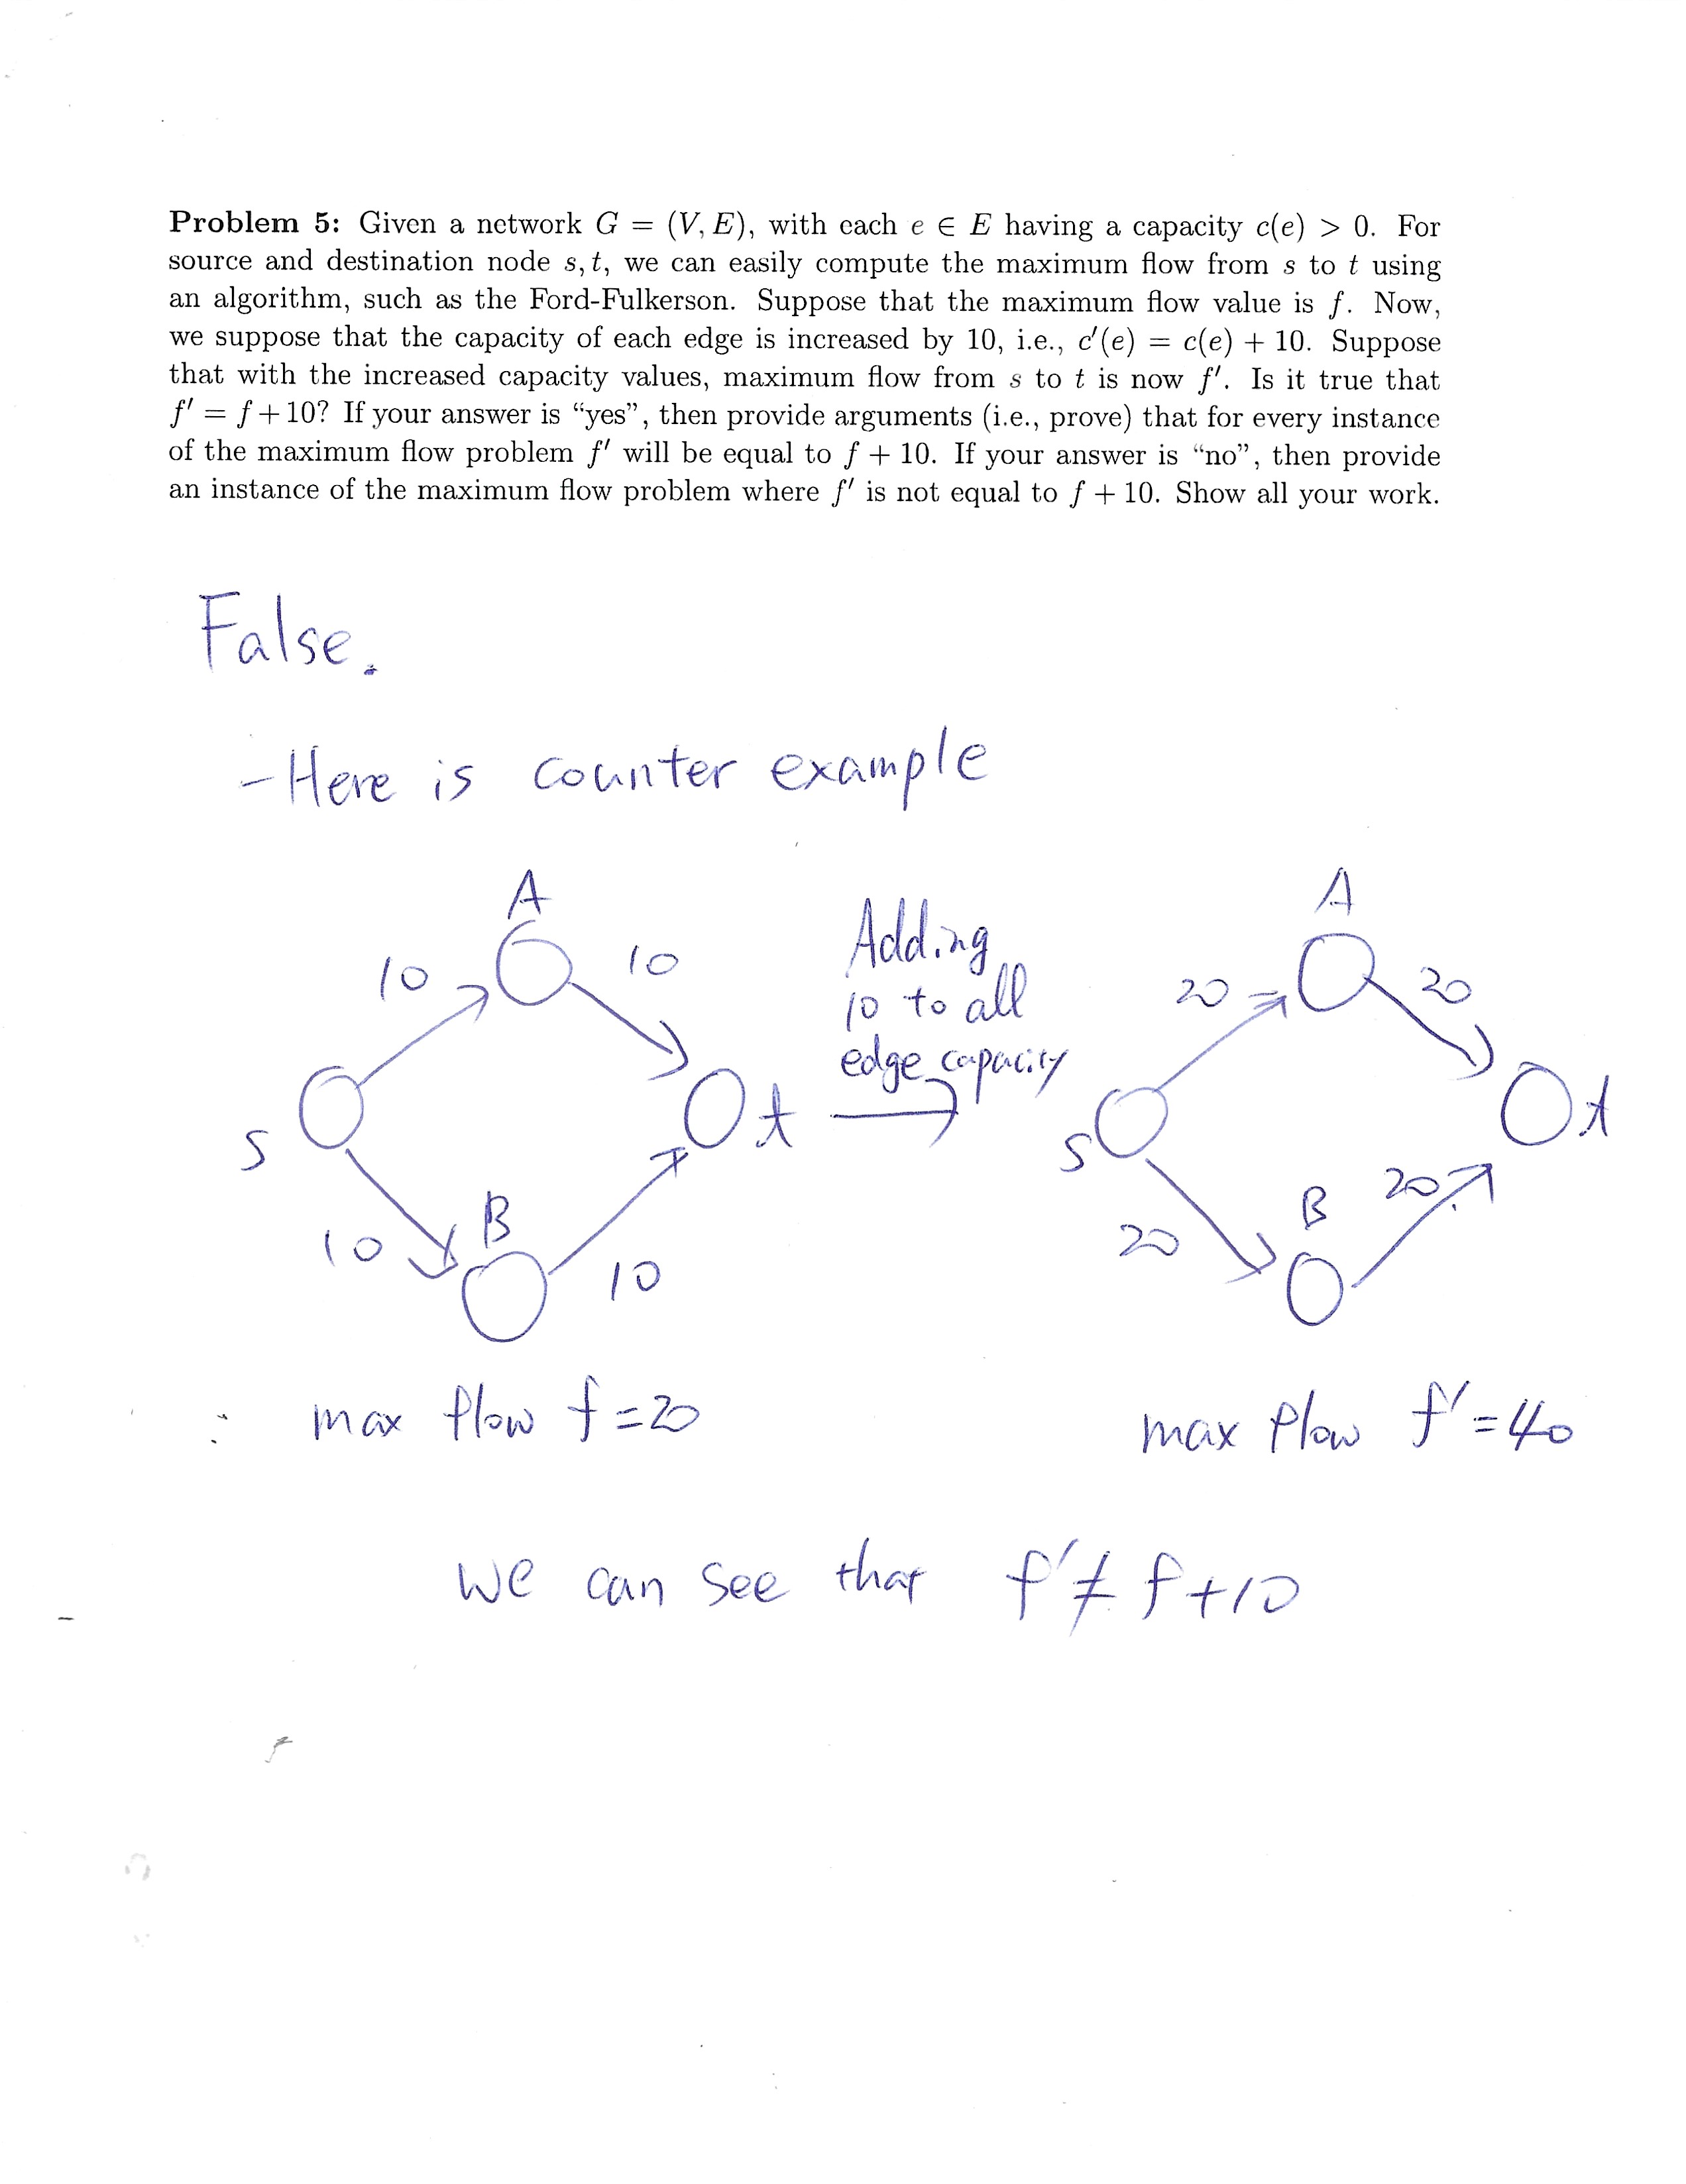 Problem 5: Given a network G = (V, E), with each e ∈ E having a capacity c(e) > 0. For
source and destination node s, t, we can easily compute the maximum flow from s to t using
an algorithm, such as the Ford-Fulkerson. Suppose that the maximum flow value is f. Now,
we suppose that the capacity of each edge is increased by 10, i.e., c′(e) = c(e) + 10. Suppose
that with the increased capacity values, maximum flow from s to t is now f′. Is it true that
f′ = f + 10? If your answer is “yes”, then provide arguments (i.e., prove) that for every instance
of the maximum flow problem f′ will be equal to f + 10. If your answer is “no”, then provide
an instance of the maximum flow problem where f′ is not equal to f + 10. Show all your work.
False.
-Here is counter example
A
10
10
s
t
10
B
10
Adding
10 to all
edge capacity
A
20
20
s
t
20
B
20
max flow f=20
max flow f′=40
we can see that f′≠ f+10